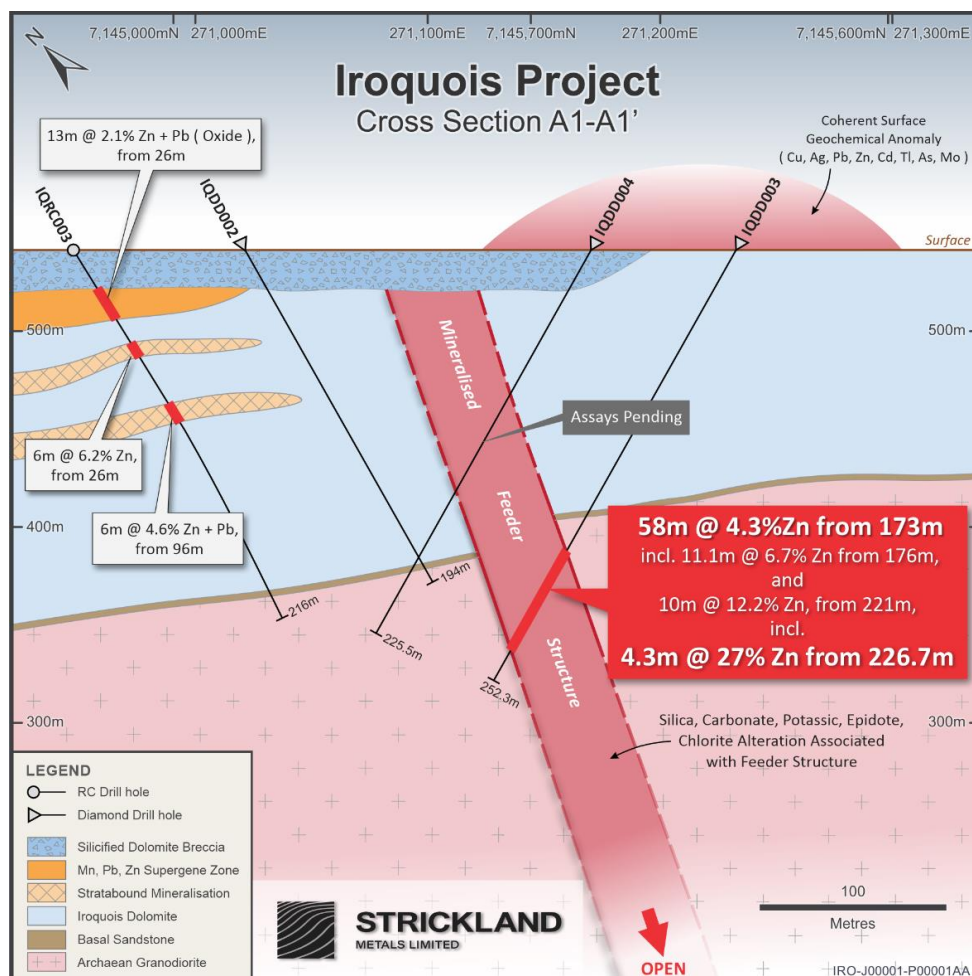 N
7,145,000mN
271,000mE
271,100mE
7,145,700mN
271,200mE
7,145,600mN
271,300mE
Iroquois Project
Cross Section A1-A1’
13m @ 2.1% Zn + Pb ( Oxide ),
from 26m
Coherent Surface
Geochemical Anomaly
( Cu, Ag, Pb, Zn, Cd, Tl, As, Mo )
IQRC003
IQDD002
IQDD004
IQDD003
Surface
500m
500m
Mineralised
Feeder
Structure
Assays Pending
6m @ 6.2% Zn,
from 26m
6m @ 4.6% Zn + Pb,
from 96m
400m
400m
58m @ 4.3%Zn from 173m
incl. 11.1m @ 6.7% Zn from 176m,
and
10m @ 12.2% Zn, from 221m,
incl.
4.3m @ 27% Zn from 226.7m
194m
216m
225.5m
252.3m
300m
300m
Silica, Carbonate, Potassic, Epidote,
Chlorite Alteration Associated
with Feeder Structure
LEGEND
RC Drill hole
Diamond Drill hole
Silicified Dolomite Breccia
Mn, Pb, Zn Supergene Zone
Stratabound Mineralisation
Iroquois Dolomite
Basal Sandstone
Archaean Granodiorite
STRICKLAND
METALS LIMITED
100
Metres
OPEN
IRO-J00001-P00001AA